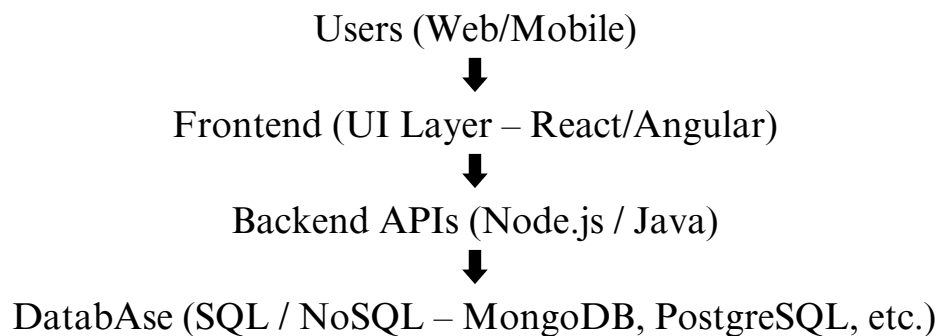 Users (Web/Mobile)
Frontend (UI Layer – React/Angular)
Backend APIs (Node.js / Java)
DatabAse (SQL / NoSQL – MongoDB, PostgreSQL, etc.)